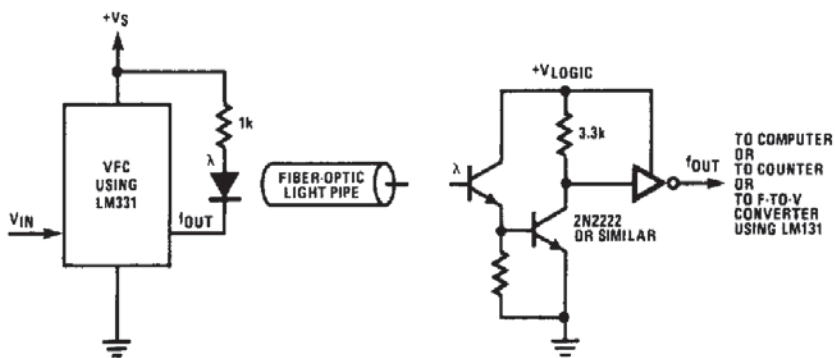 +VS
1k
λ
VFC
USING
LM331
VIN
fOUT
FIBER-OPTIC
LIGHT PIPE
+VLOGIC
3.3k
λ
2N2222
OR SIMILAR
fOUT
TO COMPUTER
OR
TO COUNTER
OR
TO F-TO-V
CONVERTER
USING LM131